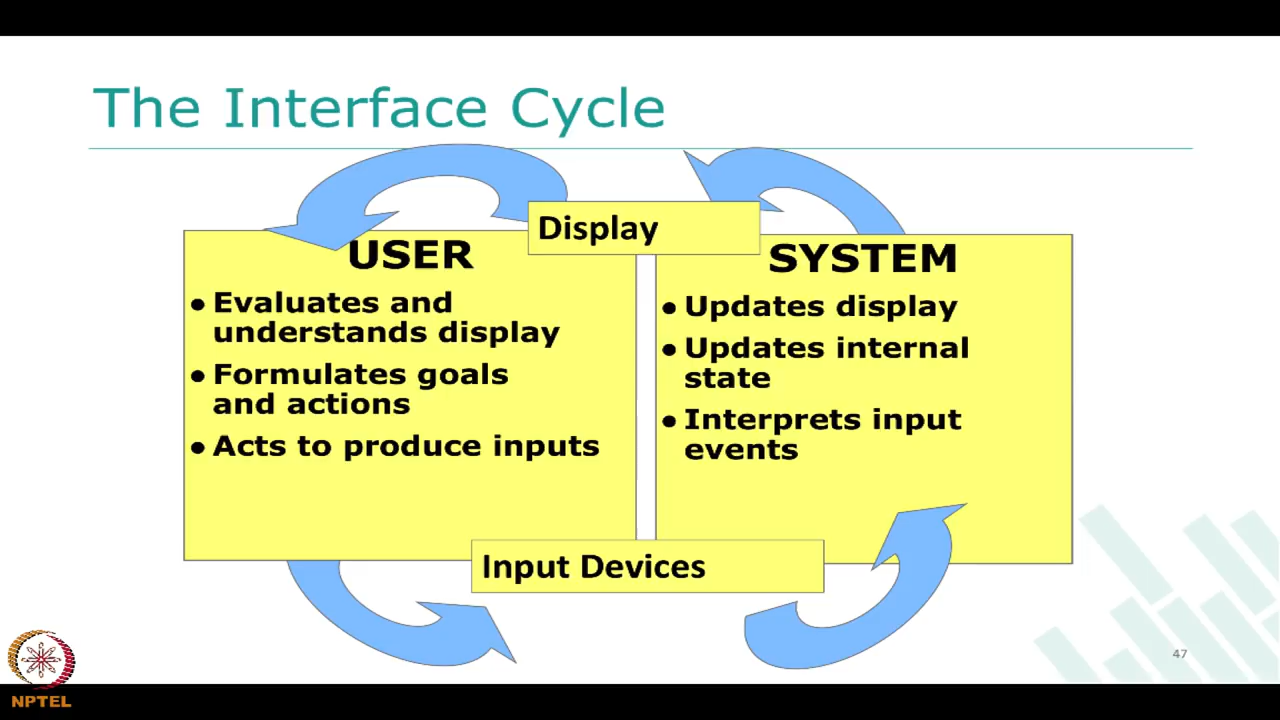 The Interface Cycle
Display
USER
● Evaluates and
understands display
● Formulates goals
and actions
● Acts to produce inputs
SYSTEM
● Updates display
● Updates internal
state
● Interprets input
events
Input Devices
47
NPTEL